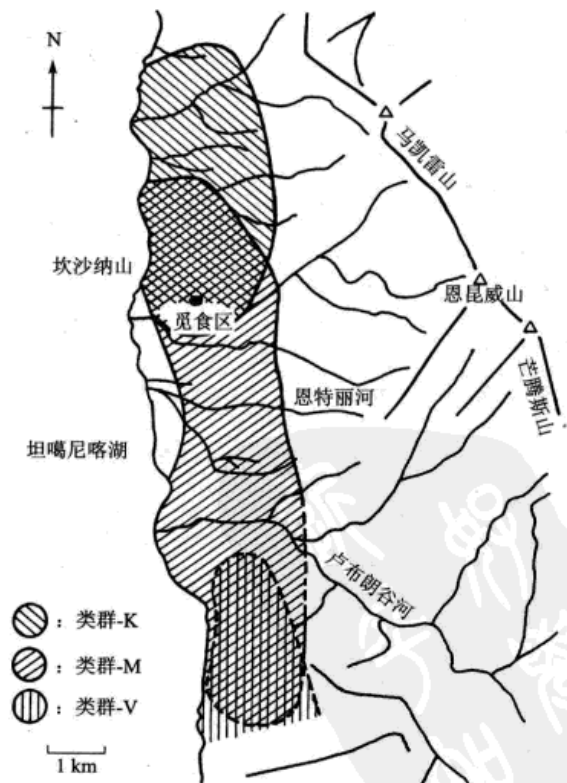 N
马凯雷山
坎沙纳山
恩昆威山
觅食区
芒腾斯山
恩特丽河
坦噶尼喀湖
卢布朗谷河
：类群-K
：类群-M
：类群-V
1 km